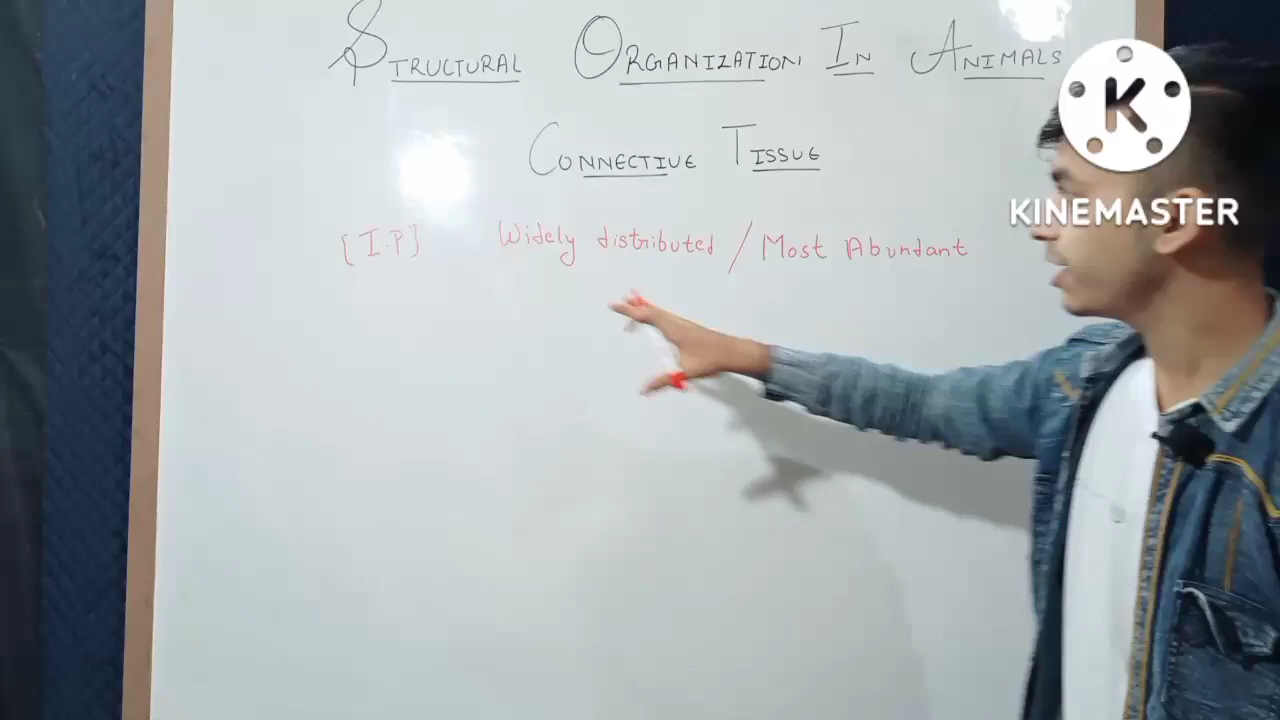 STRUCTURAL ORGANIZATION IN ANIMALS
CONNECTIVE TISSUE
[I.P] Widely distributed / Most Abundant
K
KINEMASTER